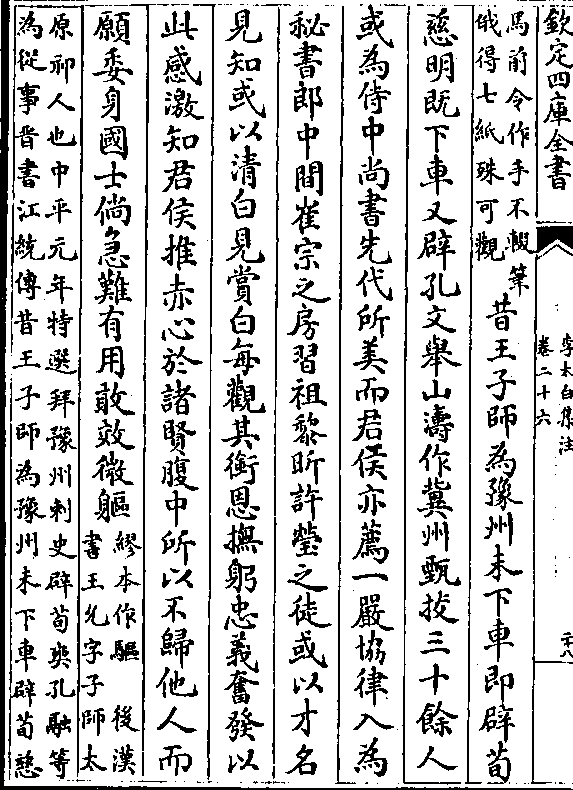 欽定四庫全書
李太白集注
卷二十六
二十八
馬前令作手不輟筆
俄得七紙殊可觀
昔王子師為豫州未下車即辟荀
慈明既下車又辟孔文舉山濤作冀州甄拔三十餘人
或為侍中尚書先代所美而君侯亦薦一嚴協律入為
秘書郎中間崔宗之房習祖黎昕許瑩之徒或以才名
見知或以清白見賞白每觀其銜恩撫躬忠義奮發以
此感激知君侯推赤心於諸賢腹中所以不歸他人而
願委身國士倘急難有用敢效微軀
繆本作驅 後漢
書王允字子師太
原祁人也中平元年特選拜豫州刺史辟荀爽孔融等
為從事晋書江統傳昔王子師為豫州未下車辟荀慈